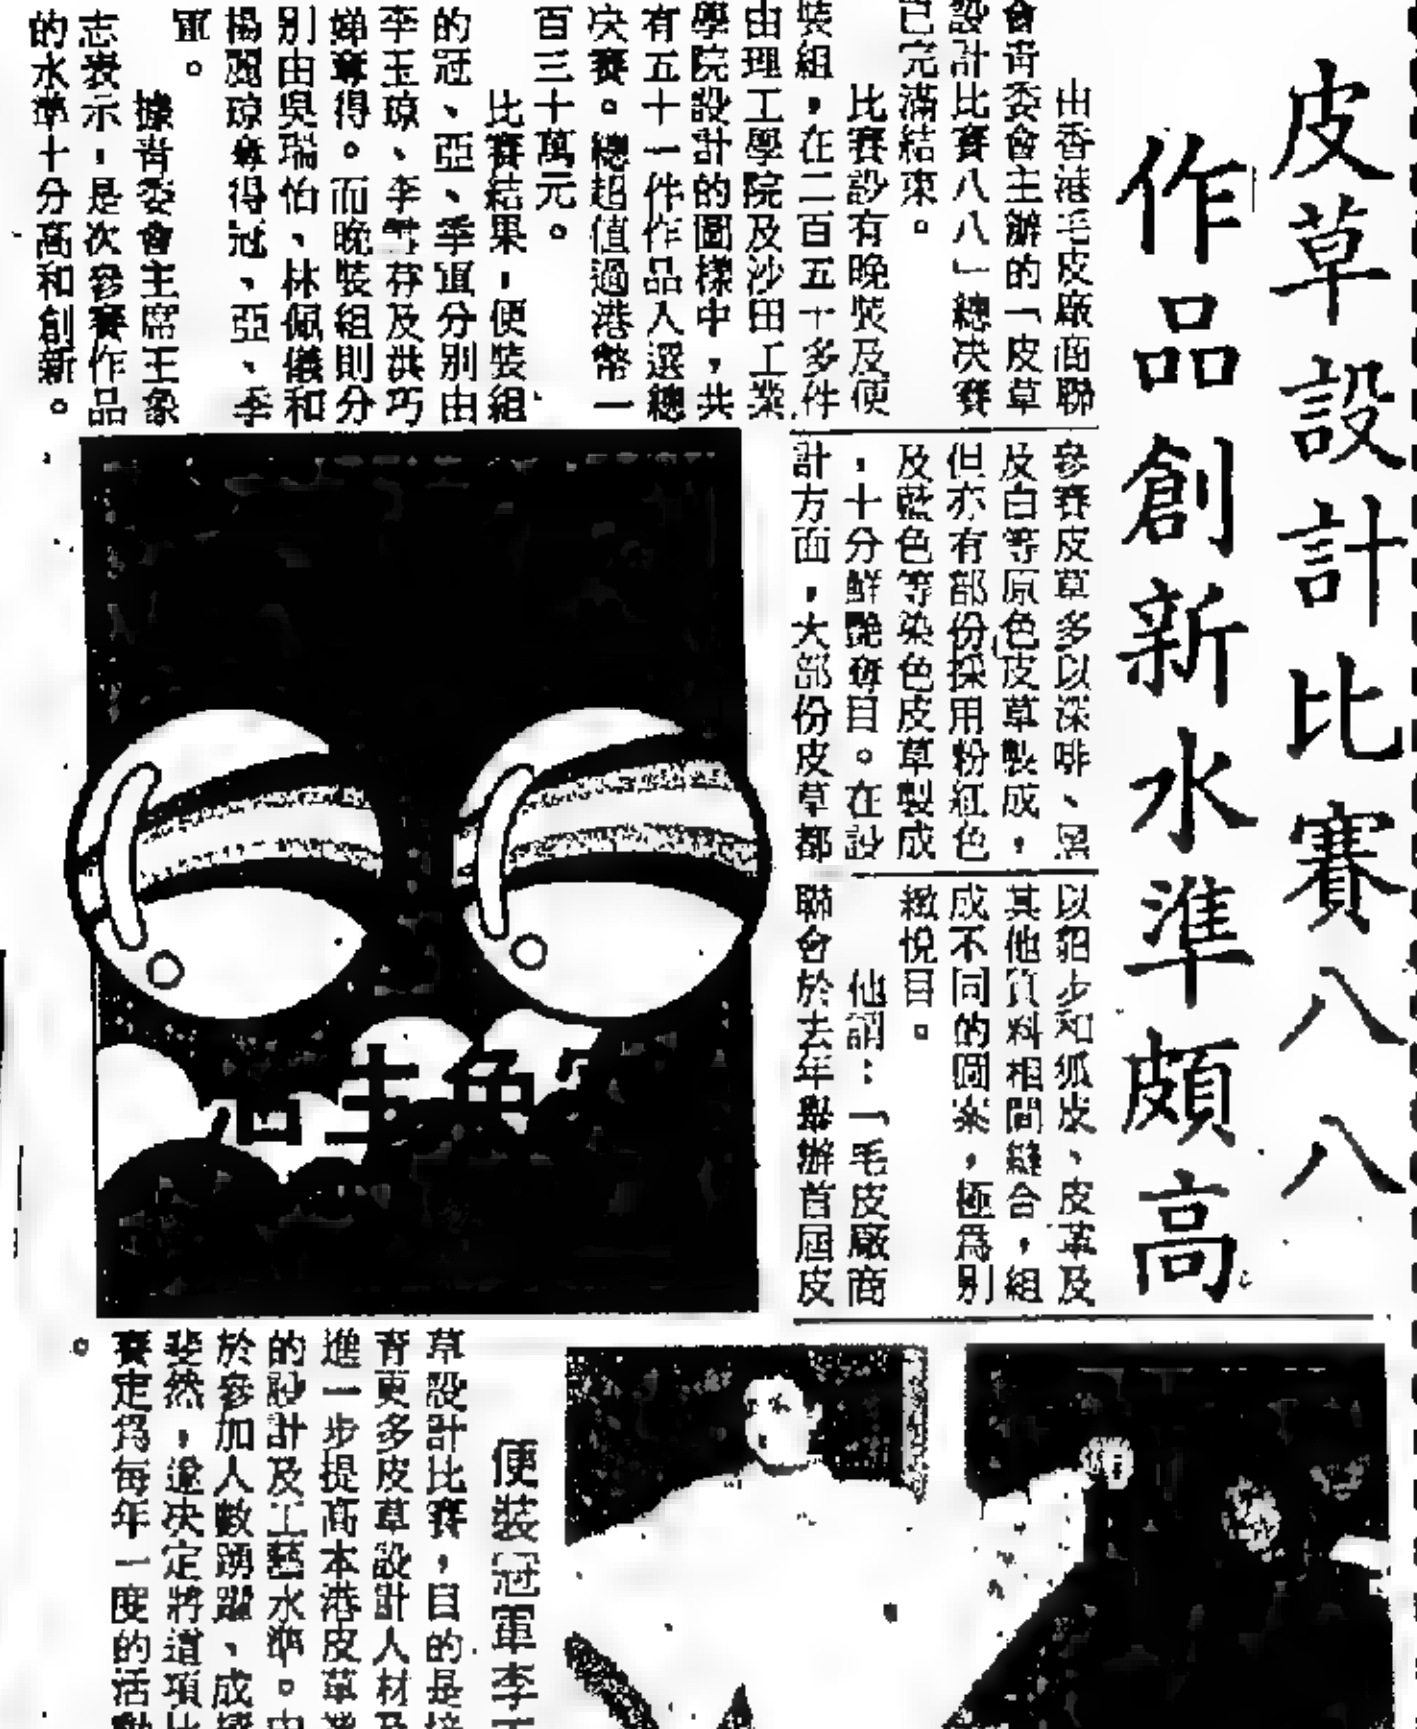 皮草設計比賽八八
作品創新水準頗高
由香港毛皮廠商聯
會青委會主辦的「皮草
設計比賽八八」總決賽
已完滿結束。
比賽設有晚裝及便
裝組，在二百五十多件
由理工學院及沙田工業
學院設計的圖樣中，共
有五十一件作品入選總
决賽。總超值過港幣一
百三十萬元。
比賽結果，便裝組
的冠、亞、季軍分別由
李玉琼、李雪芬及洪巧
嬋奪得。而晚裝組則分
別由吳瑞怡、林佩儀和
楊麗琼奪得冠、亞、季
軍。
據青委會主席王象
志表示，是次參賽作品
的水準十分高和創新。
參賽皮草多以深啡、黑
及白等原色皮草製成，
但亦有部份採用粉紅色
及藍色等染色皮草製成
，十分鮮艷奪目。在設
計方面，大部份皮草都
以貂步和狐皮、皮革及
其他質料相間縫合，組
成不同的圖案，極爲別
緻悅目。
他謂：「毛皮廠商
聯會於去年舉辦首屆皮
草設計比賽，目的是培
育更多皮草設計人材及
進一步提高本港皮草業
的設計及工藝水準。由
於參加人數踴躍、成績
斐然，遂决定將這項比
賽定爲每年一度的活動
。
便裝冠軍李